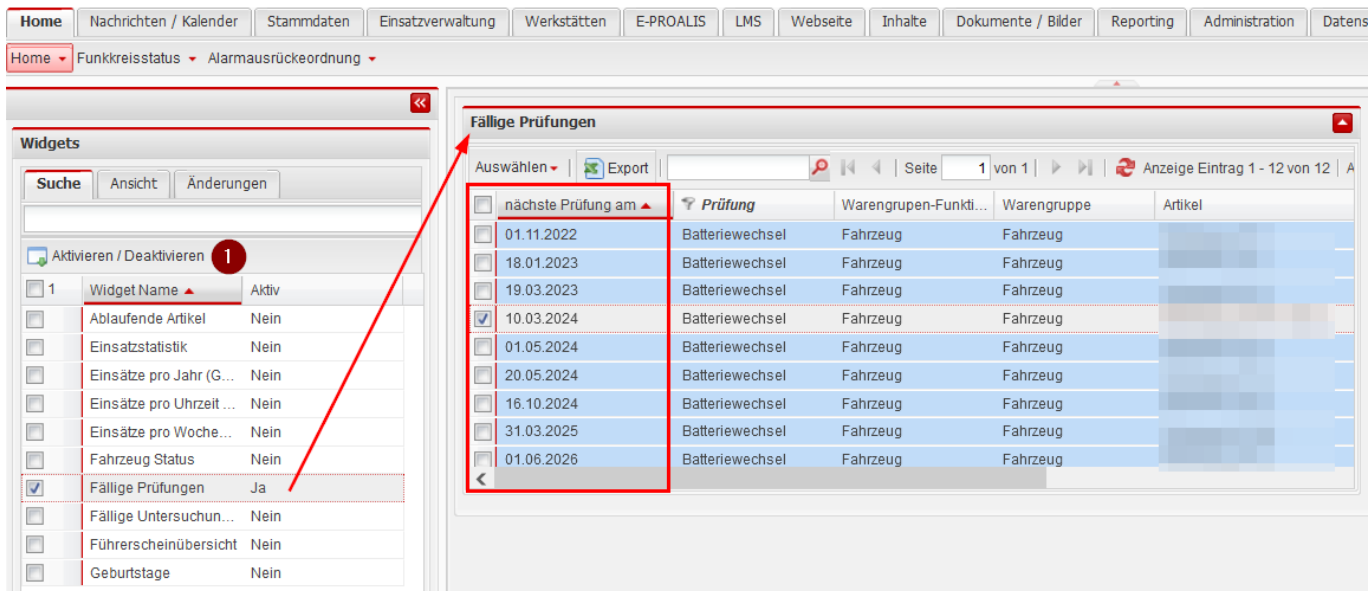 Home Nachrichten / Kalender Stammdaten Einsatzverwaltung Werkstätten E-PROALIS LMS Webseite Inhalte Dokumente / Bilder Reporting Administration Datens
Home Funkkreisstatus Alarmausrückeordnung
Widgets
Suche Ansicht Änderungen
Aktivieren / Deaktivieren 1
1 Widget Name Aktiv
Ablaufende Artikel Nein
Einsatzstatistik Nein
Einsätze pro Jahr (G... Nein
Einsätze pro Uhrzeit ... Nein
Einsätze pro Woche... Nein
Fahrzeug Status Nein
Fällige Prüfungen Ja
Fällige Untersuchun... Nein
Führerscheinübersicht Nein
Geburtstage Nein
Fällige Prüfungen
Auswählen Export Seite 1 von 1 Anzeige Eintrag 1 - 12 von 12 A
nächste Prüfung am Prüfung Warengrupen-Funkti... Warengruppe Artikel
01.11.2022 Batteriewechsel Fahrzeug Fahrzeug
18.01.2023 Batteriewechsel Fahrzeug Fahrzeug
19.03.2023 Batteriewechsel Fahrzeug Fahrzeug
10.03.2024 Batteriewechsel Fahrzeug Fahrzeug
01.05.2024 Batteriewechsel Fahrzeug Fahrzeug
20.05.2024 Batteriewechsel Fahrzeug Fahrzeug
16.10.2024 Batteriewechsel Fahrzeug Fahrzeug
31.03.2025 Batteriewechsel Fahrzeug Fahrzeug
01.06.2026 Batteriewechsel Fahrzeug Fahrzeug